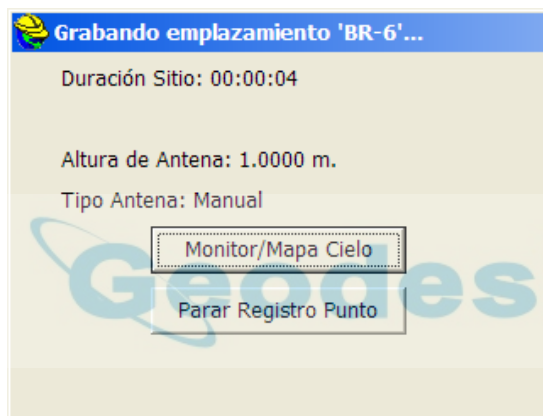 Grabando emplazamiento 'BR-6'...
Duración Sitio: 00:00:04
Altura de Antena: 1.0000 m.
Tipo Antena: Manual
Monitor/Mapa Cielo
Geodes
Parar Registro Punto